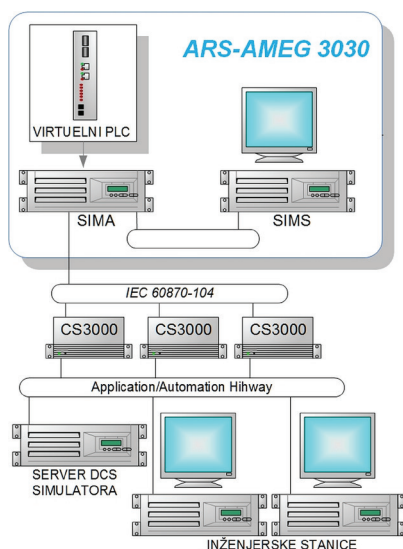 ARS-AMEG 3030
VIRTUELNI PLC
SIMA
SIMS
IEC 60870-104
CS3000
CS3000
CS3000
Application/Automation Hihway
SERVER DCS
SIMULATORA
INŽENJERSKE STANICE